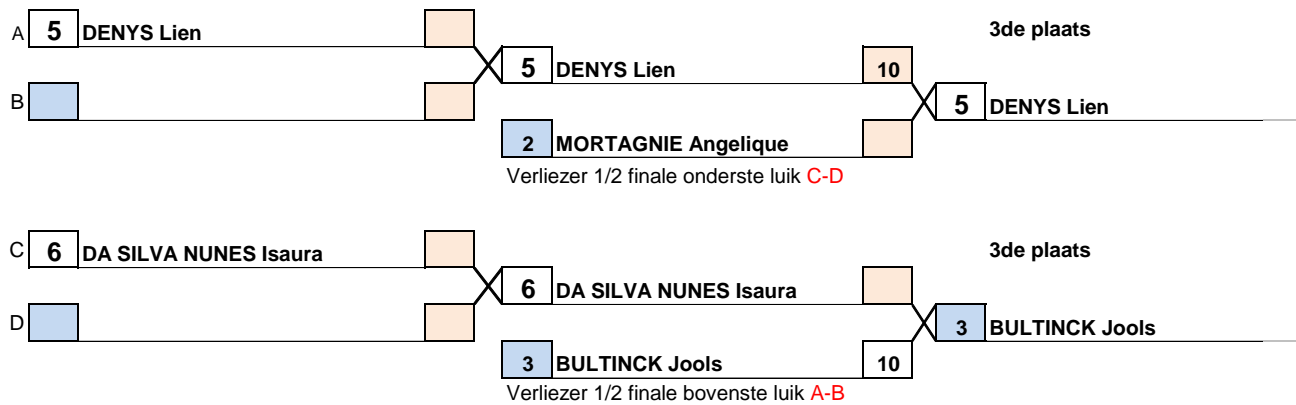 A 5 DENYS Lien 3de plaats
5 DENYS Lien 10
B 5 DENYS Lien
2 MORTAGNIE Angelique
Verliezer 1/2 finale onderste luik C-D
C 6 DA SILVA NUNES Isaura 3de plaats
6 DA SILVA NUNES Isaura
D 3 BULTINCK Jools
3 BULTINCK Jools 10
Verliezer 1/2 finale bovenste luik A-B